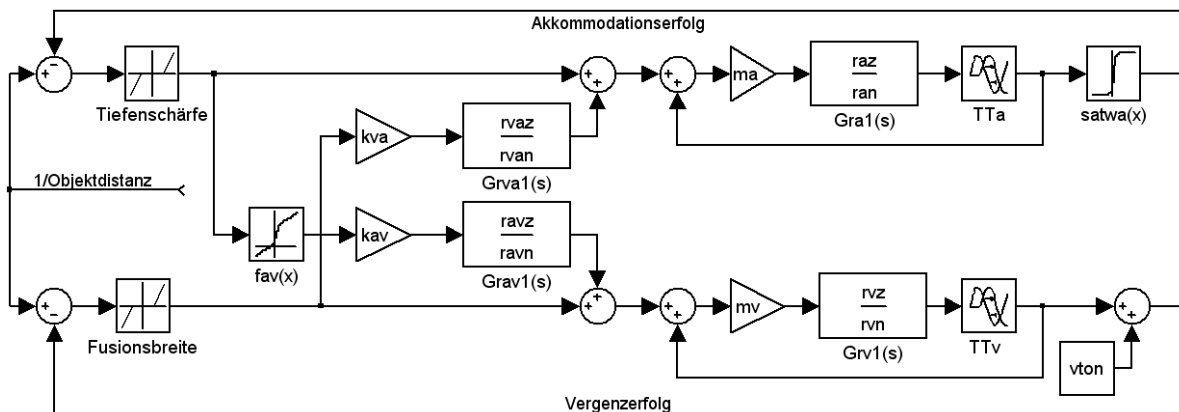 Akkommodationserfolg
Tiefenschärfe
ma
raz
ran
Gra1(s)
TTa
satwa(x)
kva
rvaz
rvan
Grva1(s)
1/Objektdistanz
fav(x)
kav
ravz
ravn
Grav1(s)
Fusionsbreite
mv
rvz
rvn
Grv1(s)
TTv
vton
Vergenzerfolg